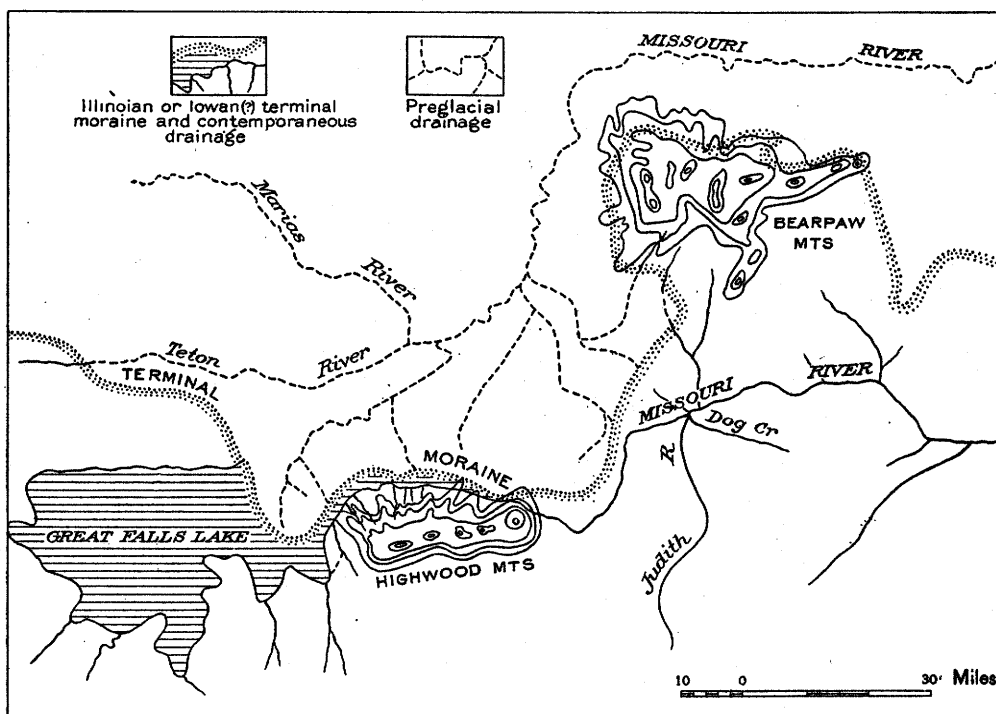 Illinoian or Iowan(?) terminal
moraine and contemporaneous
drainage
Preglacial
drainage
MISSOURI RIVER
BEARPAW
MTS
Marias
River
Teton River
TERMINAL
MISSOURI RIVER
Dog Cr
MORAINE
R
Judith
GREAT FALLS LAKE
HIGHWOOD MTS
10 0 30 Miles